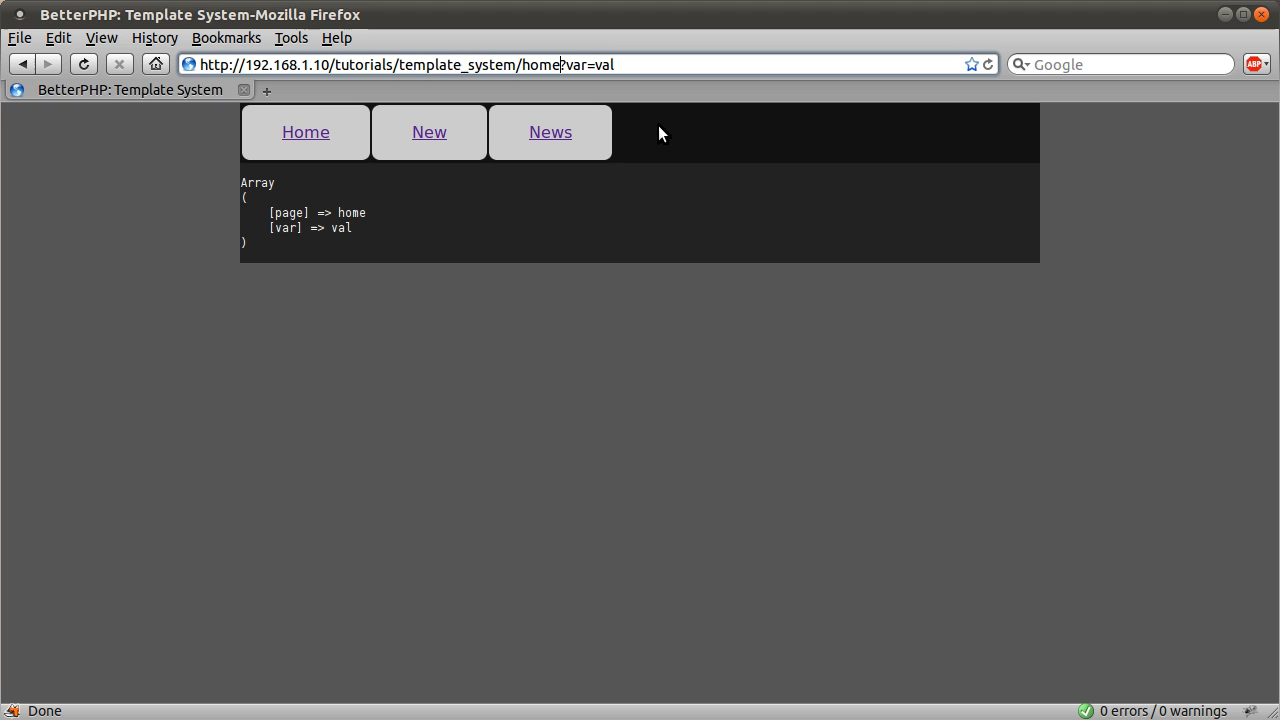 BetterPHP: Template System-Mozilla Firefox
File Edit View History Bookmarks Tools Help
http://192.168.1.10/tutorials/template_system/home?var=val
Google
ABP
BetterPHP: Template System
Home New News
Array
(
    [page] => home
    [var] => val
)
Done
0 errors / 0 warnings